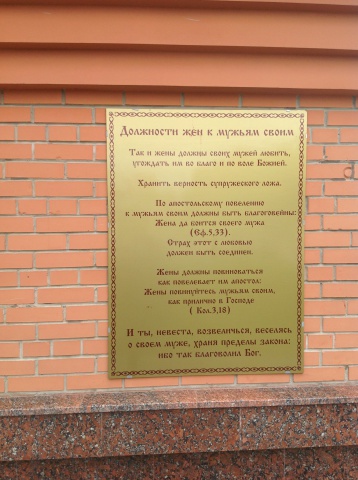 Должности жен к мужьям своим
Так и жены должны своих мужей любить,
угождать им во благо и по воле Божией.
Хранить верность супружеского ложа.
По апостольскому повелению
к мужьям своим должны быть благоговейны:
Жена да боится своего мужа
(Еф.5,33).
Страх этот с любовью
должен быть соединен.
Жены должны повиноваться
как повелевает им апостол:
Жены повинуйтесь мужьям своим,
как прилично в Господе
( Кол.3,18)
И ты, невеста, возвеличься, веселясь
о своем муже, храня пределы закона:
ибо так благоволил Бог.